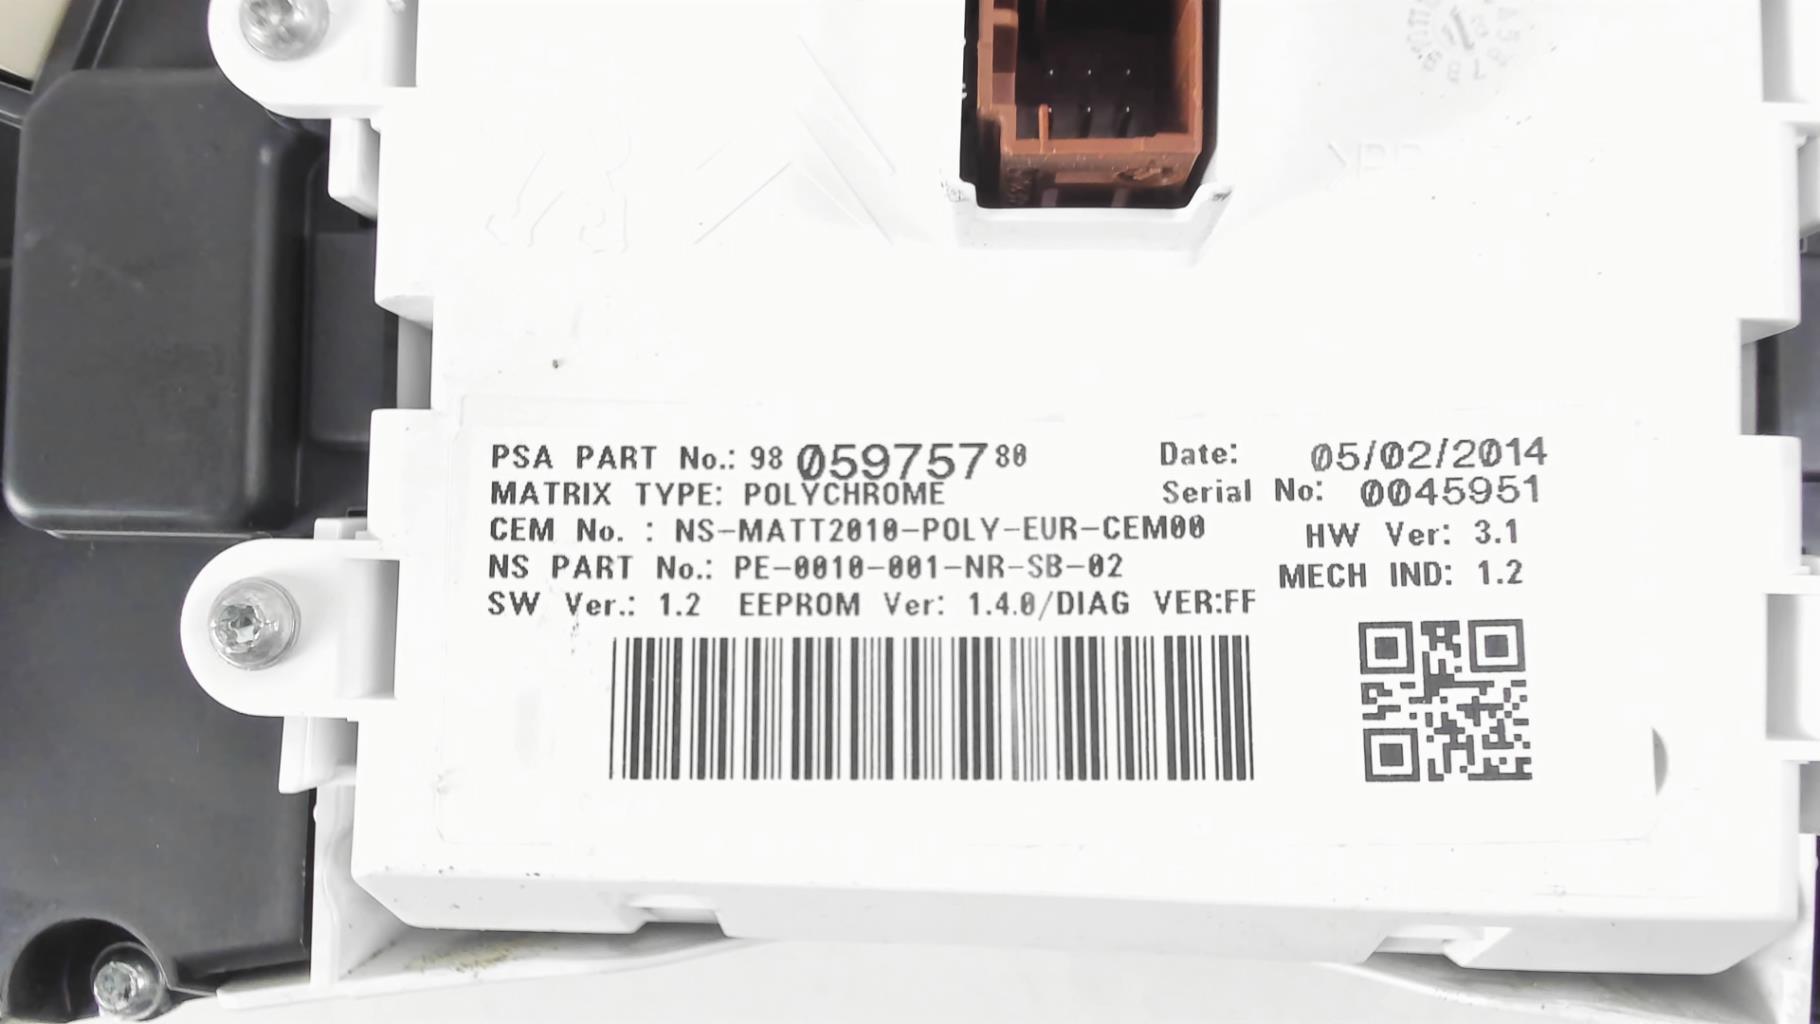 PSA PART No.: 98 059757 80 Date: 05/02/2014
MATRIX TYPE: POLYCHROME Serial No: 0045951
CEM No. : NS-MATT2010-POLY-EUR-CEM00 HW Ver: 3.1
NS PART No.: PE-0010-001-NR-SB-02 MECH IND: 1.2
SW Ver.: 1.2 EEPROM Ver: 1.4.0/DIAG VER:FF